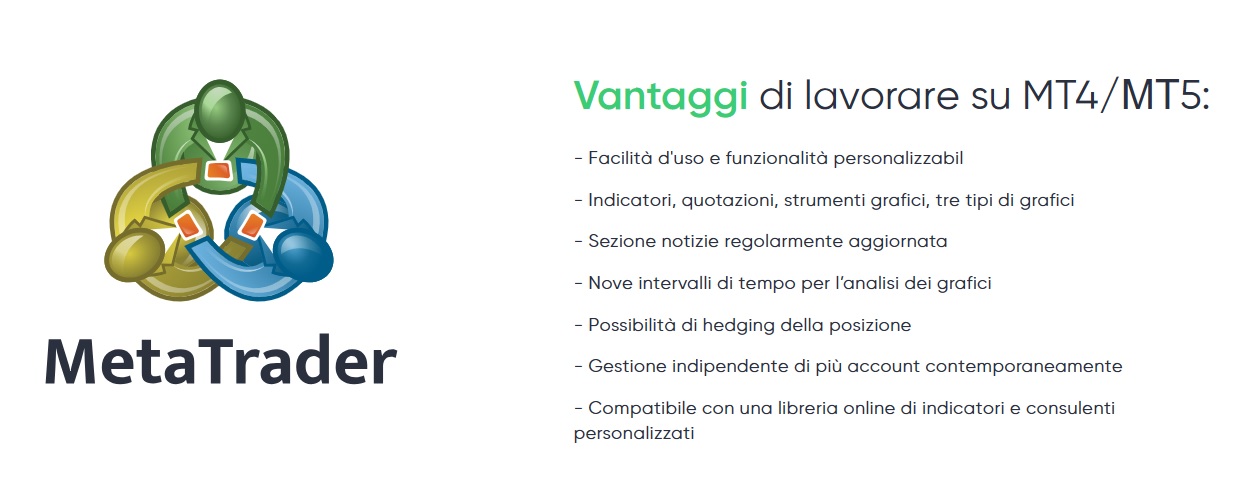 MetaTrader
Vantaggi di lavorare su MT4/MT5:
- Facilità d'uso e funzionalità personalizzabil
- Indicatori, quotazioni, strumenti grafici, tre tipi di grafici
- Sezione notizie regolarmente aggiornata
- Nove intervalli di tempo per l'analisi dei grafici
- Possibilità di hedging della posizione
- Gestione indipendente di più account contemporaneamente
- Compatibile con una libreria online di indicatori e consulenti
personalizzati